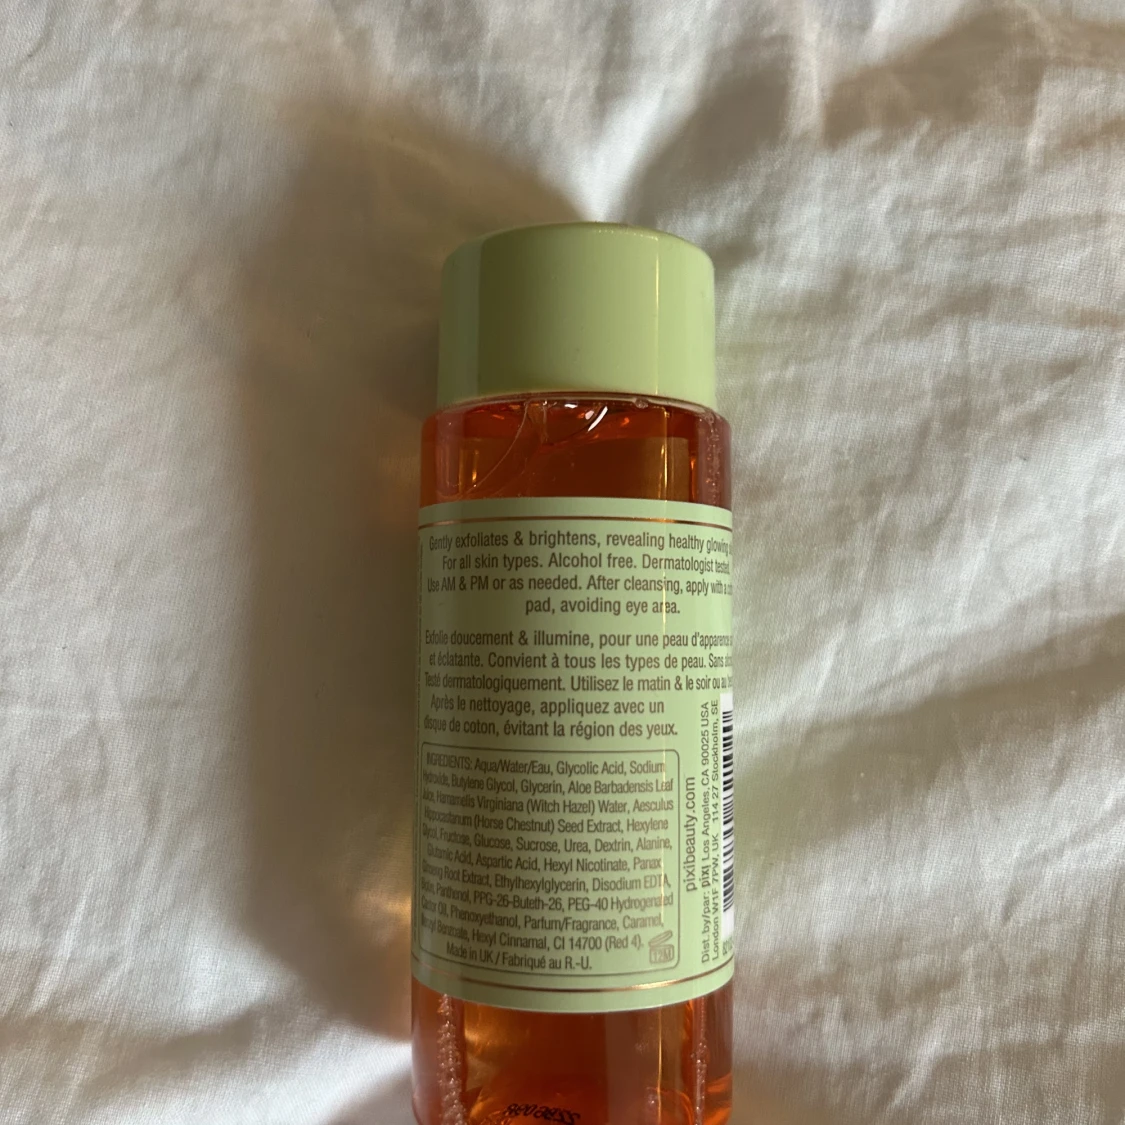 Gently exfoliates & brightens, revealing healthy glowing
For all skin types. Alcohol free. Dermatologist tested.
Use AM & PM or as needed. After cleansing, apply with a
pad, avoiding eye area.
Exfolie doucement & illumine, pour une peau d'apparence
et éclatante. Convient à tous les types de peau. Sans
Testé dermatologiquement. Utilisez le matin & le soir ou au
Après le nettoyage, appliquez avec un
disque de coton, évitant la région des yeux.
INGREDIENTS: Aqua/Water/Eau, Glycolic Acid, Sodium
Hydroxide, Butylene Glycol, Glycerin, Aloe Barbadensis Leaf
Juice, Hamamelis Virginiana (Witch Hazel) Water, Aesculus
Hippocastanum (Horse Chestnut) Seed Extract, Hexylene
Glycol, Fructose, Glucose, Sucrose, Urea, Dextrin, Alanine,
Glutamic Acid, Aspartic Acid, Hexyl Nicotinate, Panax
Ginseng Root Extract, Ethylhexylglycerin, Disodium EDTA,
Biotin, Panthenol, PPG-26-Buteth-26, PEG-40 Hydrogenated
Castor Oil, Phenoxyethanol, Parfum/Fragrance, Caramel,
Benzyl Benzoate, Hexyl Cinnamal, CI 14700 (Red 4).
Made in UK / Fabriqué au R.-U.
12M
pixibeauty.com
Dist. by/par: pixi Los Angeles, CA 90025 USA
London W1F 7PW, UK 114 27 Stockholm, SE